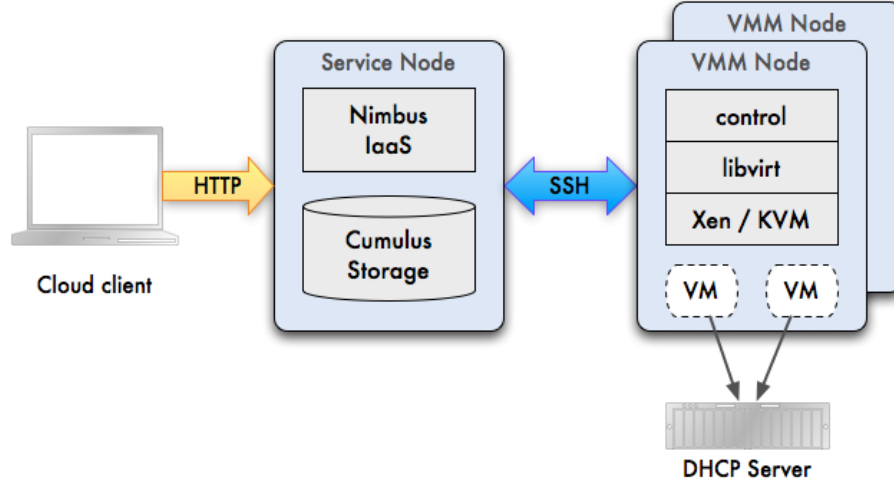 VMM Node
Service Node
VMM Node
Nimbus
IaaS
control
libvirt
Xen / KVM
HTTP
SSH
Cumulus
Storage
Cloud client
VM
VM
DHCP Server